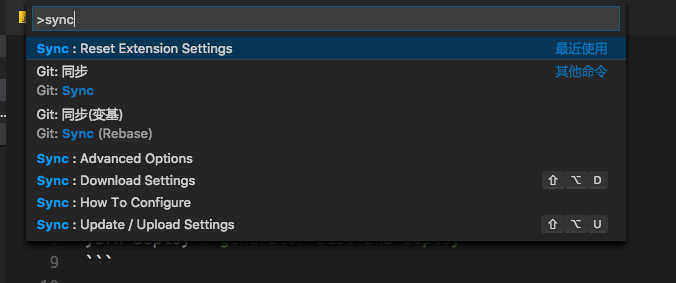 >sync
Sync : Reset Extension Settings 最近使用
Git: 同步 其他命令
Git: Sync
Git: 同步(变基)
Git: Sync (Rebase)
Sync : Advanced Options
Sync : Download Settings ⇧ ⌥ D
Sync : How To Configure
Sync : Update / Upload Settings ⇧ ⌥ U
9 ```